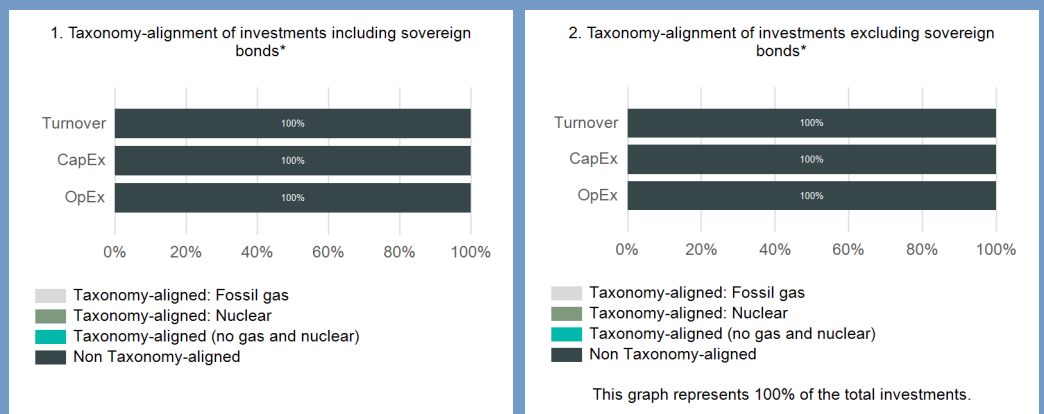 1. Taxonomy-alignment of investments including sovereign
bonds*
Turnover
100%
CapEx
100%
OpEx
100%
0% 20% 40% 60% 80% 100%
Taxonomy-aligned: Fossil gas
Taxonomy-aligned: Nuclear
Taxonomy-aligned (no gas and nuclear)
Non Taxonomy-aligned
2. Taxonomy-alignment of investments excluding sovereign
bonds*
Turnover
100%
CapEx
100%
OpEx
100%
0% 20% 40% 60% 80% 100%
Taxonomy-aligned: Fossil gas
Taxonomy-aligned: Nuclear
Taxonomy-aligned (no gas and nuclear)
Non Taxonomy-aligned
This graph represents 100% of the total investments.